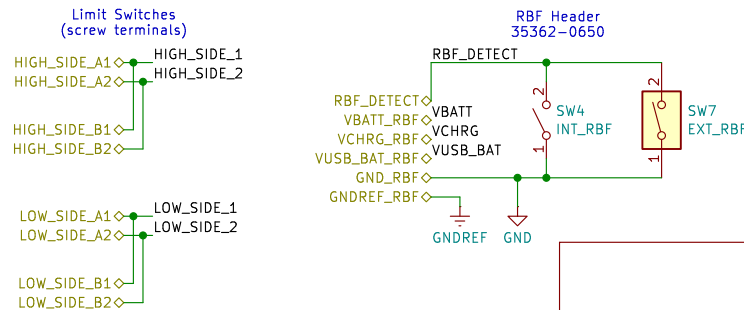 Limit Switches
(screw terminals)
HIGH_SIDE_A1
HIGH_SIDE_1
HIGH_SIDE_A2
HIGH_SIDE_2
HIGH_SIDE_B1
HIGH_SIDE_B2
LOW_SIDE_A1
LOW_SIDE_1
LOW_SIDE_A2
LOW_SIDE_2
LOW_SIDE_B1
LOW_SIDE_B2
RBF Header
35362-0650
RBF_DETECT
RBF_DETECT
VBATT
VBATT_RBF
VCHRG
VCHRG_RBF
VUSB_BAT
VUSB_BAT_RBF
GND_RBF
GNDREF_RBF
GNDREF
GND
2
SW4
INT_RBF
1
2
SW7
EXT_RBF
1